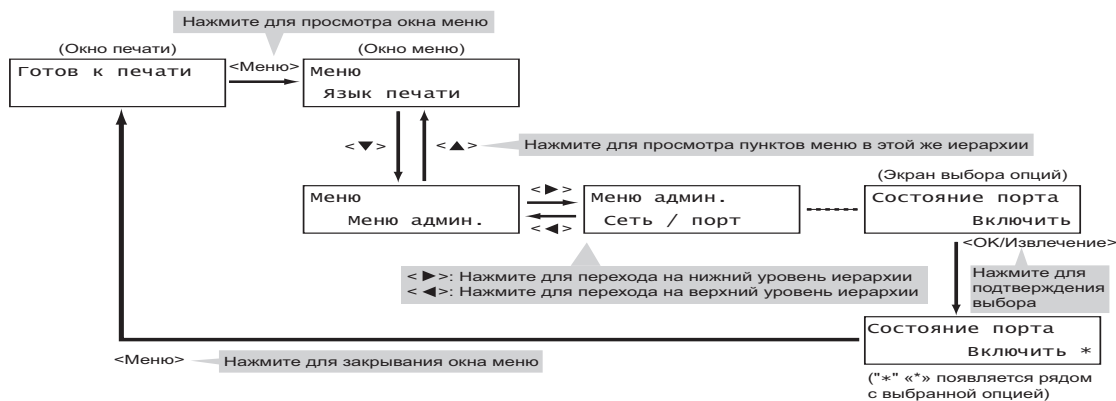 Нажмите для просмотра окна меню
(Окно печати)
(Окно меню)
Готов к печати
<Меню>
Меню
Язык печати
<▼>
<▲>
Нажмите для просмотра пунктов меню в этой же иерархии
(Экран выбора опций)
Меню
Меню админ.
<▶>
<◀>
Меню админ.
Сеть / порт
Состояние порта
Включить
<▶>: Нажмите для перехода на нижний уровень иерархии
<◀>: Нажмите для перехода на верхний уровень иерархии
<OK/Извлечение>
Нажмите для
подтверждения
выбора
Состояние порта
Включить *
<Меню>
Нажмите для закрывания окна меню
("*" «*» появляется рядом
с выбранной опцией)